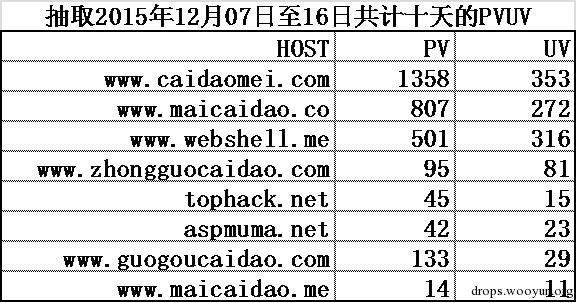 抽取2015年12月07日至16日共计十天的PVUV
HOST PV UV
www.caidaomei.com 1358 353
www.maicaidao.co 807 272
www.webshell.me 501 316
www.zhongguocaidao.com 95 81
tophack.net 45 15
aspmuma.net 42 23
www.guogoucaidao.com 133 29
www.maicaidao.me 14 11
drops.wooyun.org